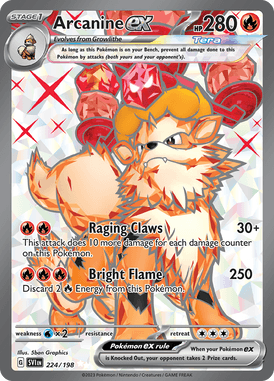 STAGE 1
Arcanine ex HP 280
Evolves from Growlithe
Tera
As long as this Pokémon is on your Bench, prevent all damage done to this
Pokémon by attacks (both yours and your opponent's).
Raging Claws 30+
This attack does 10 more damage for each damage counter
on this Pokémon.
Bright Flame 250
Discard 2 Energy from this Pokémon.
weakness ×2 resistance retreat
Illus. 5ban Graphics
Pokémon ex rule
When your Pokémon ex
is Knocked Out, your opponent takes 2 Prize cards.
G SVI EN 224/198
©2023 Pokémon / Nintendo / Creatures / GAME FREAK